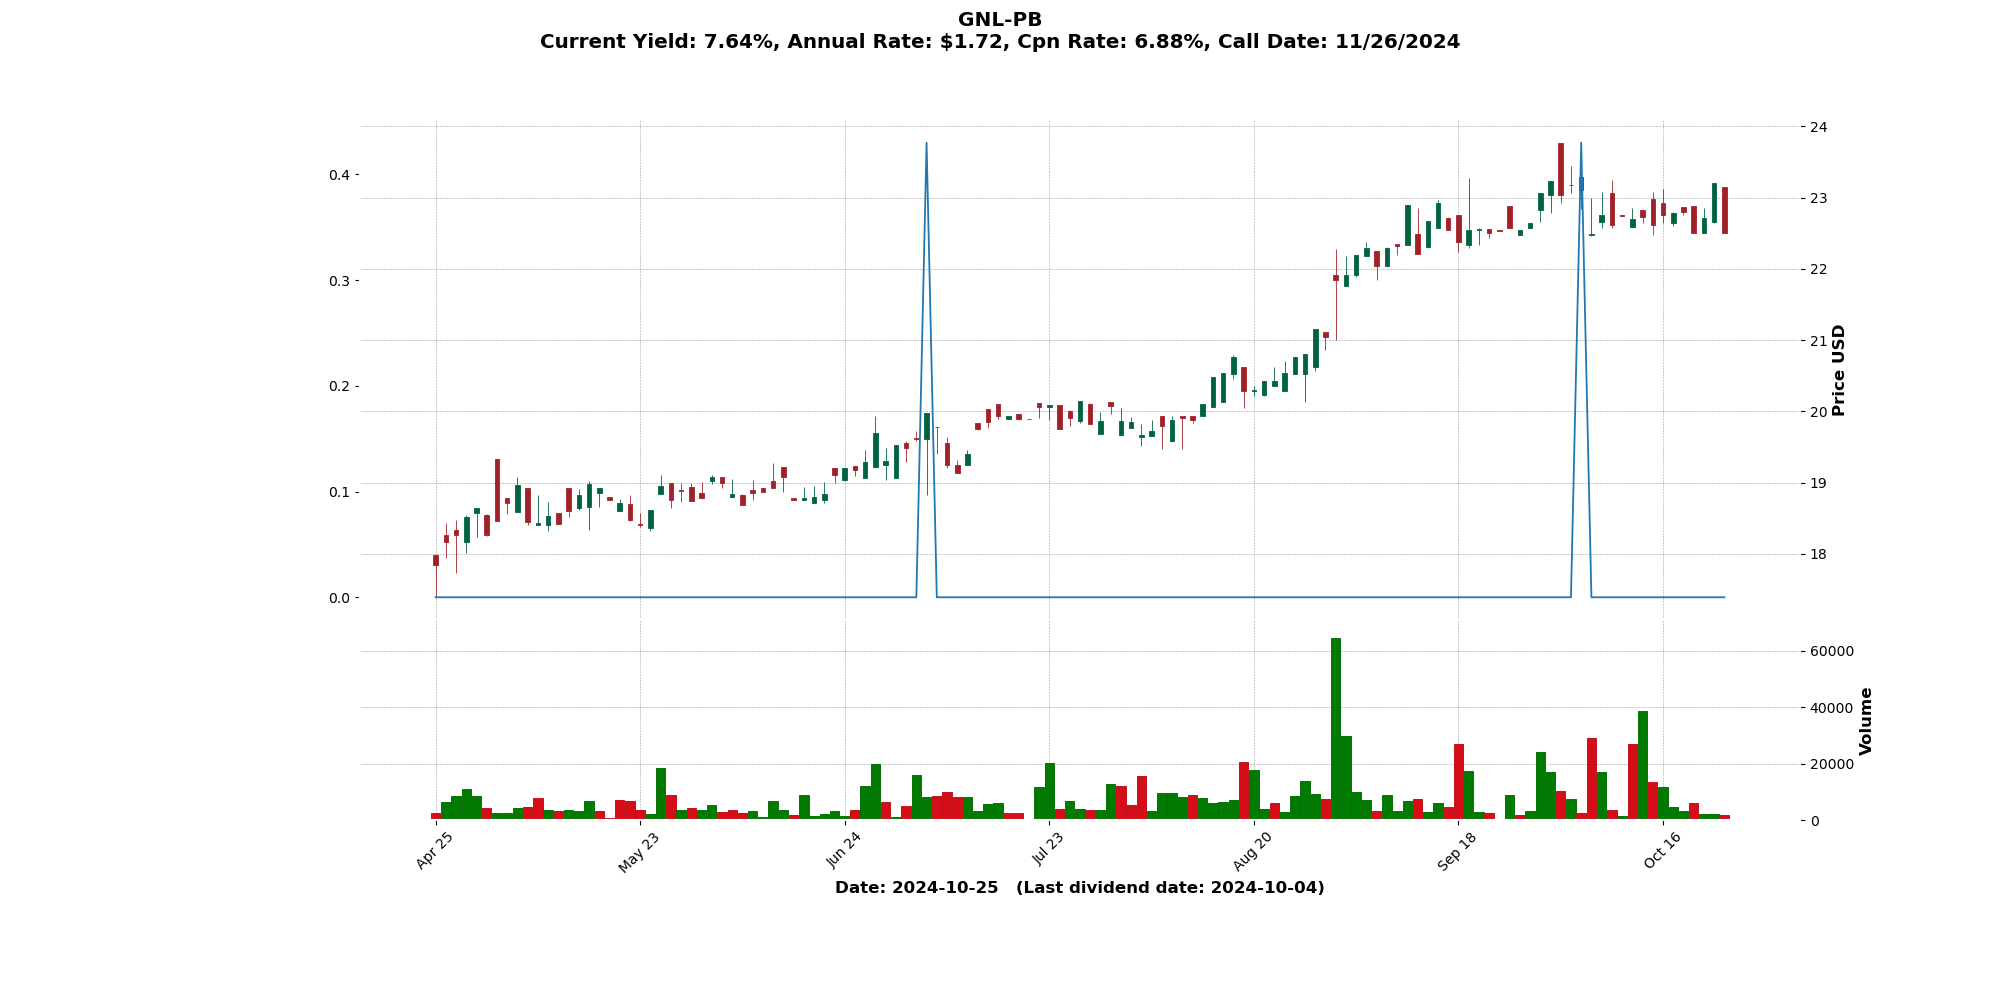 GNL-PB
Current Yield: 7.64%, Annual Rate: $1.72, Cpn Rate: 6.88%, Call Date: 11/26/2024
0.4
0.3
0.2
0.1
0.0
24
23
22
21
20
19
18
Price USD
60000
40000
20000
0
Volume
Apr 25
May 23
Jun 24
Jul 23
Aug 20
Sep 18
Oct 16
Date: 2024-10-25 (Last dividend date: 2024-10-04)